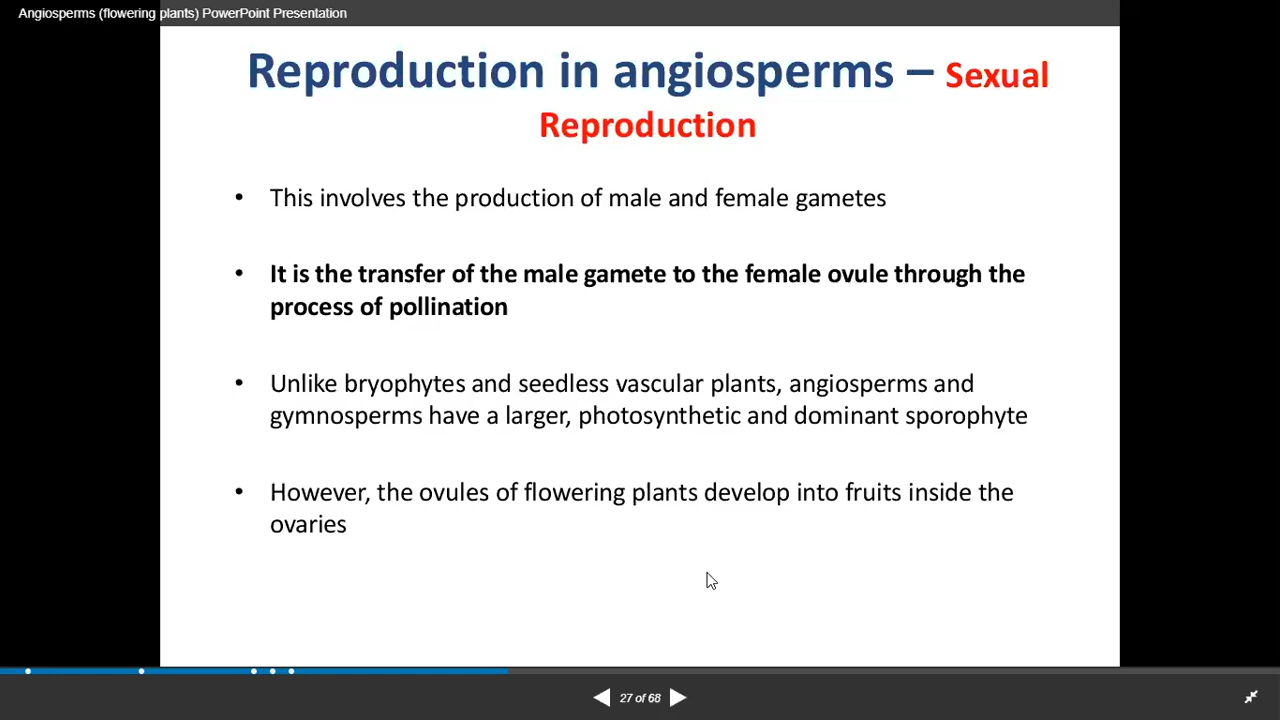 Angiosperms (flowering plants) PowerPoint Presentation
Reproduction in angiosperms – Sexual
Reproduction
• This involves the production of male and female gametes
• It is the transfer of the male gamete to the female ovule through the
process of pollination
• Unlike bryophytes and seedless vascular plants, angiosperms and
gymnosperms have a larger, photosynthetic and dominant sporophyte
• However, the ovules of flowering plants develop into fruits inside the
ovaries
27 of 68